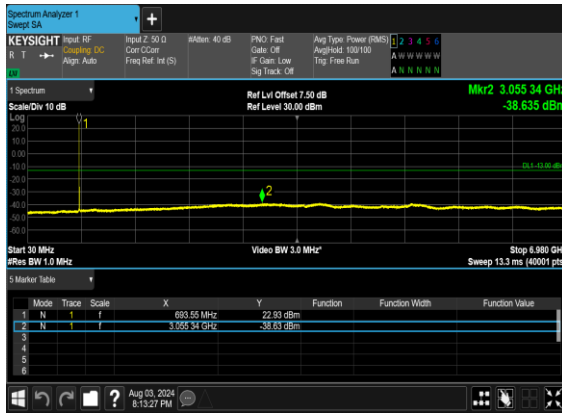 Spectrum Analyzer 1
Swept SA
+
KEYSIGHT Input: RF Input Z: 50 Ω #Atten: 40 dB PNO: Fast Avg Type: Power (RMS) 1 2 3 4 5 6
R T Coupling: DC Corr CCorr Gate: Off Avg|Hold: 100/100 A W W W W W
Align: Auto Freq Ref: Int (S) IF Gain: Low Trig: Free Run
LXI Sig Track: Off A N N N N N
1 Spectrum Ref Lvl Offset 7.50 dB Mkr2 3.055 34 GHz
Scale/Div 10 dB Ref Level 30.00 dBm -38.635 dBm
Log
1
20.0
10.0
0.00
-10.0
DL1 -13.00 dBm
-20.0
-30.0
2
-40.0
-50.0
-60.0
Start 30 MHz Video BW 3.0 MHz* Stop 6.980 GHz
#Res BW 1.0 MHz Sweep 13.3 ms (40001 pts)
5 Marker Table
Mode Trace Scale X Y Function Function Width Function Value
1 N 1 f 693.55 MHz 22.93 dBm
2 N 1 f 3.055 34 GHz -38.63 dBm
3
4
5
6
? Aug 03, 2024
8:13:27 PM